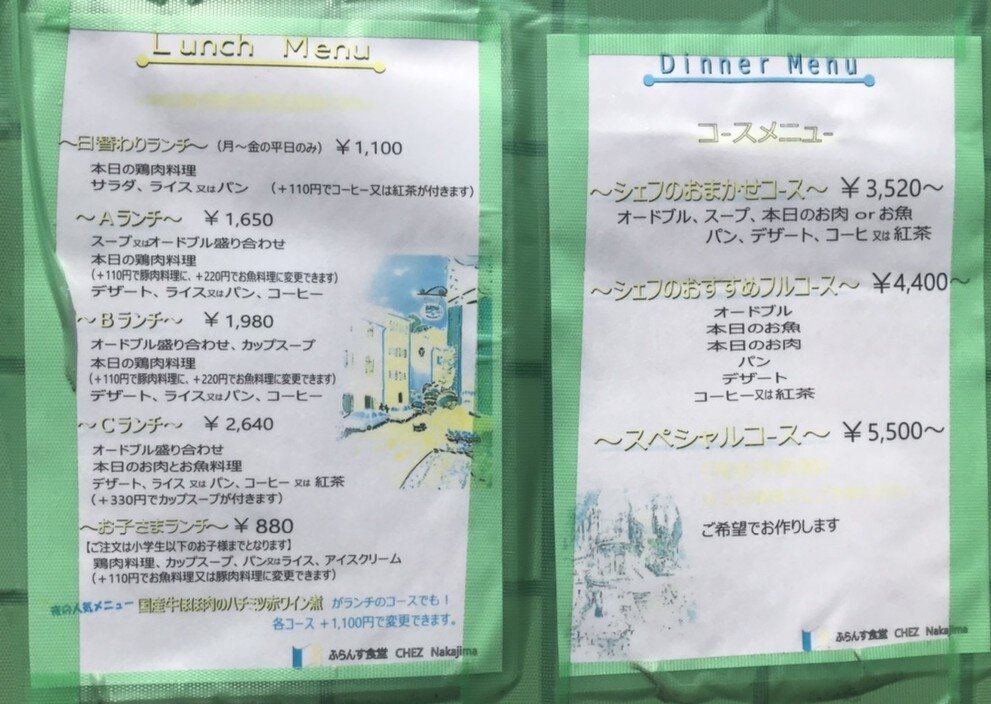 Lunch Menu
～日替わりランチ～ (月～金の平日のみ) ￥1,100
本日の鶏肉料理
サラダ、ライス 又は パン (+110円でコーヒー又は紅茶が付きます)
～Aランチ～ ￥1,650
スープ又はオードブル盛り合わせ
本日の鶏肉料理
(+110円で豚肉料理に、+220円でお魚料理に変更できます)
デザート、ライス又はパン、コーヒー
～Bランチ～ ￥1,980
オードブル盛り合わせ、カップスープ
本日の鶏肉料理
(+110円で豚肉料理に、+220円でお魚料理に変更できます)
デザート、ライス又はパン、コーヒー
～Cランチ～ ￥2,640
オードブル盛り合わせ
本日のお肉とお魚料理
デザート、ライス 又は パン、コーヒー 又は 紅茶
(+330円でカップスープが付きます)
～お子さまランチ～ ￥880
【ご注文は小学生以下のお子様までとなります】
鶏肉料理、カップスープ、パン又はライス、アイスクリーム
(+110円でお魚料理又は豚肉料理に変更できます)
夜の人気メニュー 国産牛ほほ肉のハチミツ赤ワイン煮 がランチのコースでも！
各コース +1,100円で変更できます。
ふらんす食堂 CHEZ Nakajima
Dinner Menu
コースメニュー
～シェフのおまかせコース～ ￥3,520～
オードブル、スープ、本日のお肉 or お魚
パン、デザート、コーヒ 又は 紅茶
～シェフのおすすめフルコース～ ￥4,400～
オードブル
本日のお魚
本日のお肉
パン
デザート
コーヒー又は紅茶
～スペシャルコース～ ￥5,500～
ご希望でお作りします
ふらんす食堂 CHEZ Nakajima